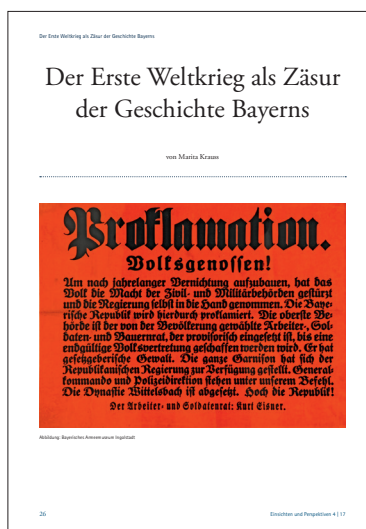 Der Erste Weltkrieg als Zäsur der Geschichte Bayerns
Der Erste Weltkrieg als Zäsur
der Geschichte Bayerns
von Marita Krauss
Proklamation.
Volksgenossen!
Um nach jahrelanger Vernichtung aufzubauen, hat das
Volk die Macht der Zivil- und Militärbehörden gestürzt
und die Regierung selbst in die Hand genommen. Die Baye-
rische Republik wird hierdurch proklamiert. Die oberste Be-
hörde ist der von der Bevölkerung gewählte Arbeiter-, Sol-
daten- und Bauernrat, der provisorisch eingesetzt ist, bis eine
endgültige Volksvertretung geschaffen werden wird. Er hat
gesetzgeberische Gewalt. Die ganze Garnison hat sich der
Republikanischen Regierung zur Verfügung gestellt. General-
kommando und Polizeidirektion stehen unter unserem Befehl.
Die Dynastie Wittelsbach ist abgesetzt. Hoch die Republik!
Der Arbeiter- und Soldatenrat: Kurt Eisner.
Abbildung: Bayerisches Armeemuseum Ingolstadt
26
Einsichten und Perspektiven 4 | 17